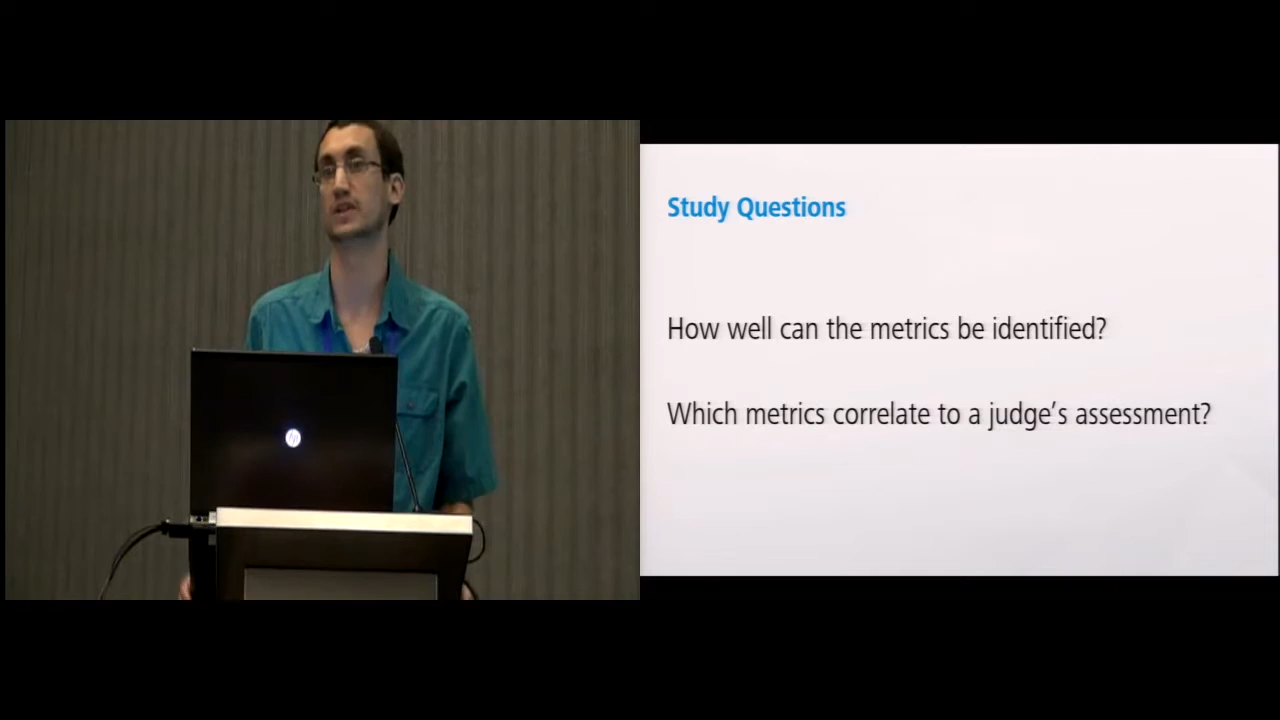 Study Questions
How well can the metrics be identified?
Which metrics correlate to a judge's assessment?